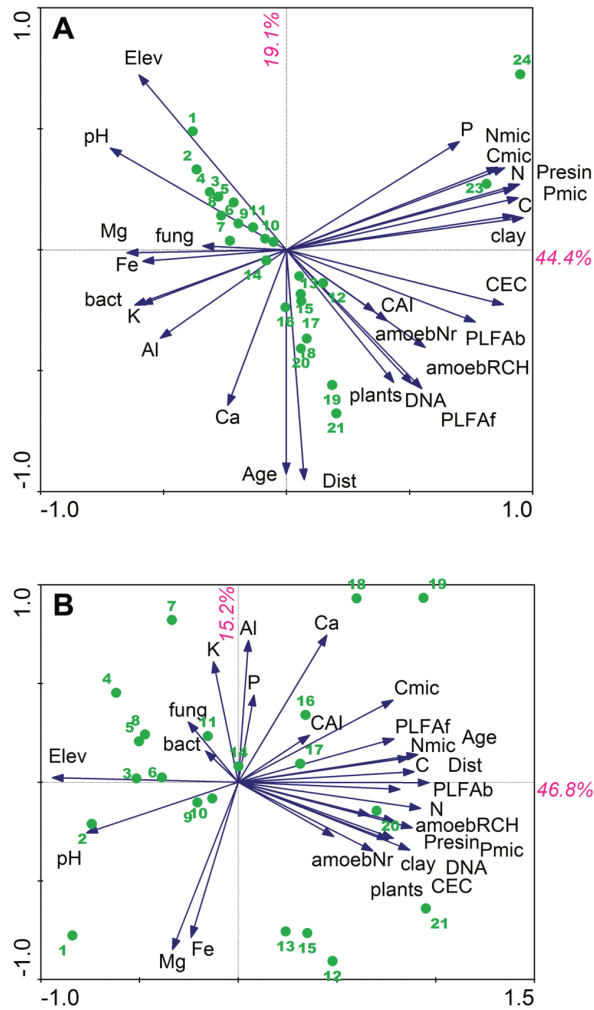 1.0
A
19.1%
24
Elev
1
P
Nmic
pH
Cmic
2
N
Presin
4
3
5
23
Pmic
8
6
9
11
C
7
10
Mg
fung
clay
44.4%
Fe
14
CEC
13
12
bact
CAI
K
15
16
17
amoebNr
PLFAb
Al
18
20
amoebRCH
plants
DNA
19
Ca
21
PLFAf
Age
Dist
-1.0
-1.0
1.0
B
1.0
18
19
7
15.2%
Al
Ca
K
4
P
Cmic
fung
16
8
5
11
CAI
PLFAf
Age
bact
Nmic
Elev
14
17
C
Dist
3
6
46.8%
PLFAb
9
10
N
2
20
amoebRCH
pH
Presin
Pmic
amoebNr
clay
DNA
plants
CEC
21
1
13
15
Fe
Mg
12
-1.0
-1.0
1.5